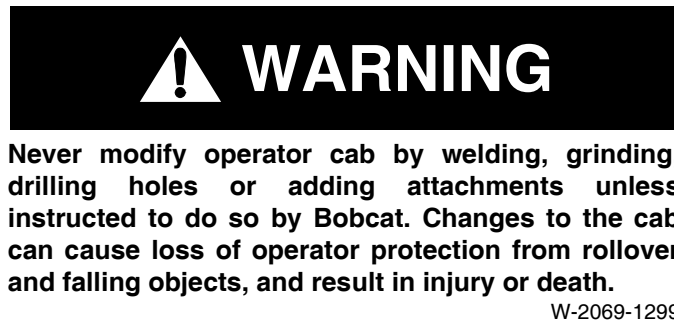 WARNING
Never modify operator cab by welding, grinding,
drilling holes or adding attachments unless
instructed to do so by Bobcat. Changes to the cab
can cause loss of operator protection from rollover
and falling objects, and result in injury or death.
W-2069-1299